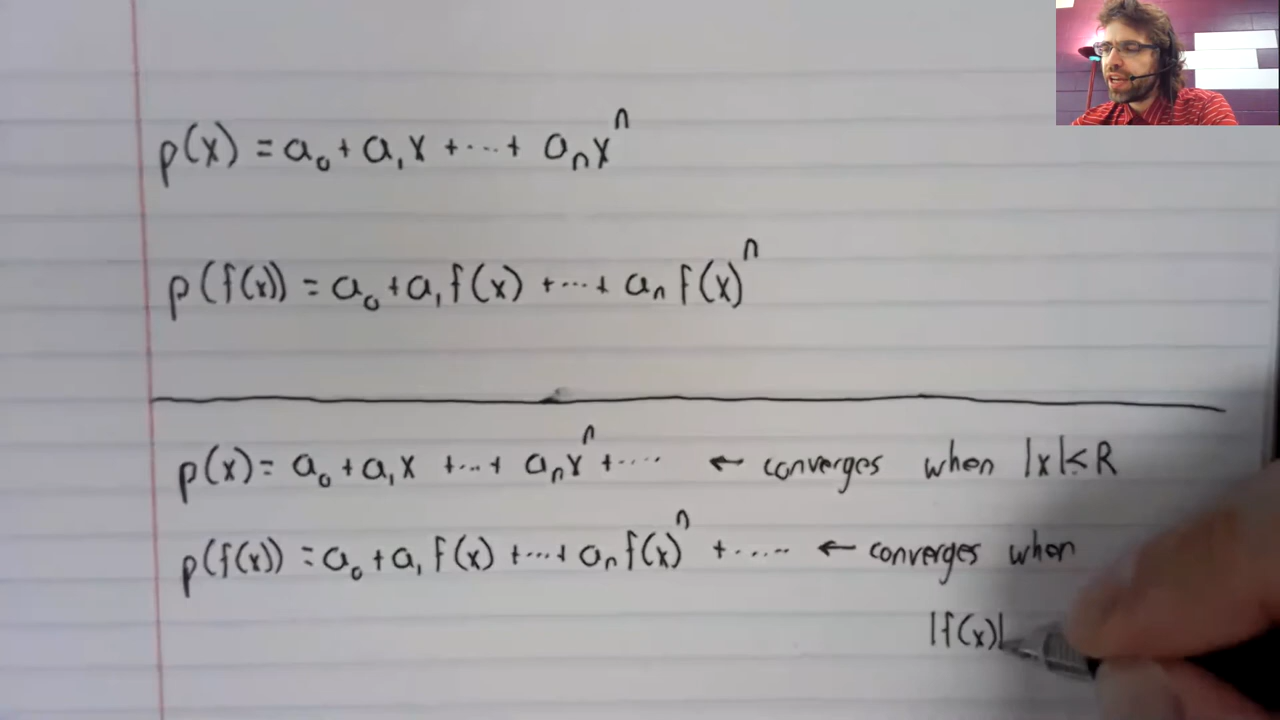 p(x) = a₀ + a₁x + ··· + aₙxⁿ
p(f(x)) = a₀ + a₁f(x) + ··· + aₙf(x)ⁿ
p(x) = a₀ + a₁x + ··· + aₙxⁿ + ···· ← converges when |x| < R
p(f(x)) = a₀ + a₁f(x) + ··· + aₙf(x)ⁿ + ····· ← converges when
|f(x)|